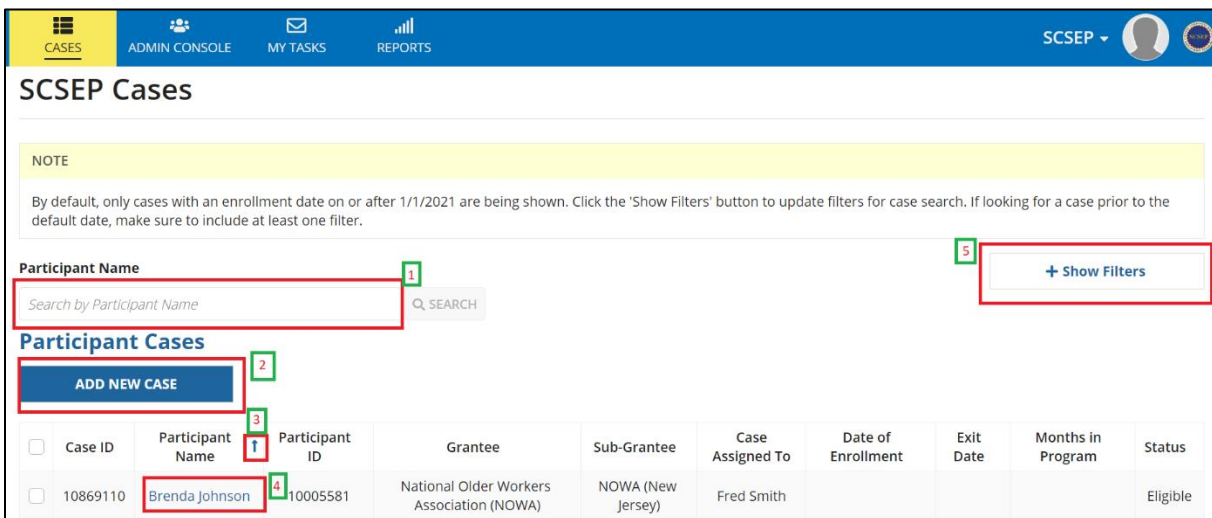 CASES
ADMIN CONSOLE
MY TASKS
REPORTS
SCSEP
SCSEP
SCSEP Cases
NOTE
By default, only cases with an enrollment date on or after 1/1/2021 are being shown. Click the 'Show Filters' button to update filters for case search. If looking for a case prior to the
default date, make sure to include at least one filter.
5
Participant Name
1
+ Show Filters
Search by Participant Name
SEARCH
Participant Cases
2
ADD NEW CASE
3
Case ID
Participant
Name
Participant
ID
Grantee
Sub-Grantee
Case
Assigned To
Date of
Enrollment
Exit
Date
Months in
Program
Status
10869110
Brenda Johnson
4
10005581
National Older Workers
Association (NOWA)
NOWA (New
Jersey)
Fred Smith
Eligible